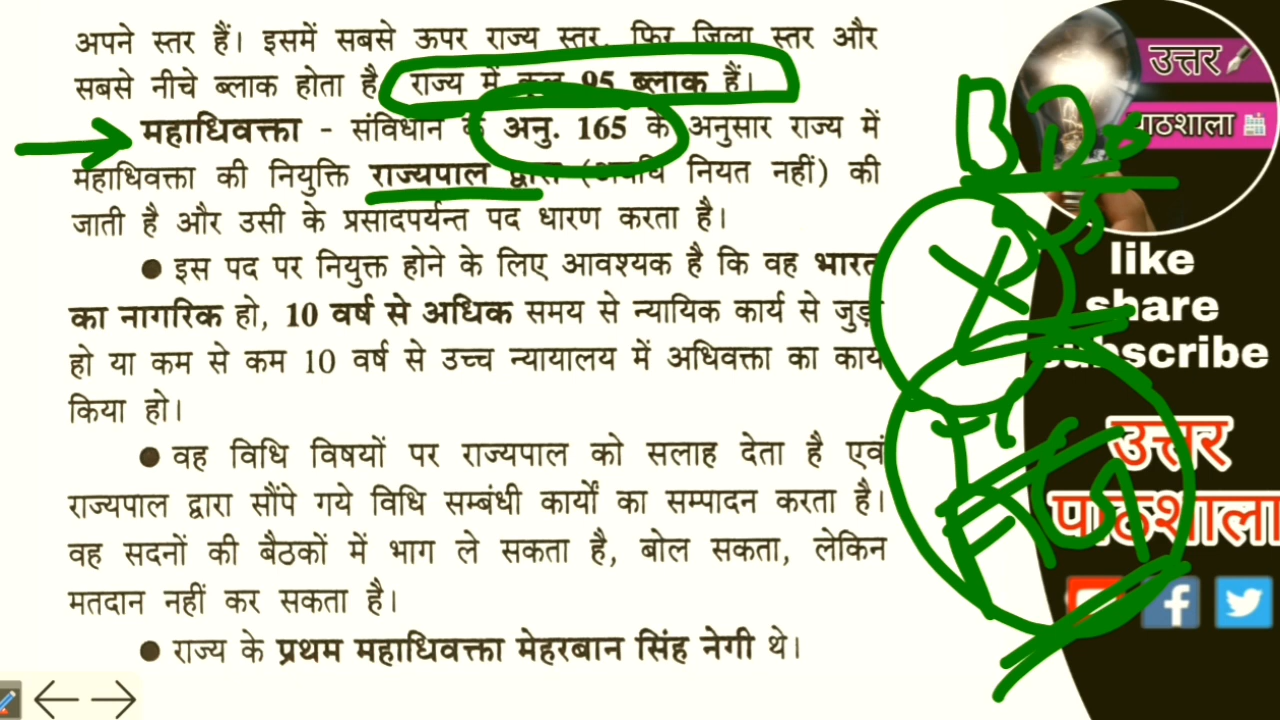 अपने स्तर हैं। इसमें सबसे ऊपर राज्य स्तर, फिर जिला स्तर और
सबसे नीचे ब्लाक होता है राज्य में कुल 95 ब्लाक हैं।
महाधिवक्ता - संविधान के अनु. 165 के अनुसार राज्य में
महाधिवक्ता की नियुक्ति राज्यपाल द्वारा (अवधि नियत नहीं) की
जाती है और उसी के प्रसादपर्यन्त पद धारण करता है।
● इस पद पर नियुक्त होने के लिए आवश्यक है कि वह भारत
का नागरिक हो, 10 वर्ष से अधिक समय से न्यायिक कार्य से जुड़ा
हो या कम से कम 10 वर्ष से उच्च न्यायालय में अधिवक्ता का कार्य
किया हो।
● वह विधि विषयों पर राज्यपाल को सलाह देता है एवं
राज्यपाल द्वारा सौंपे गये विधि सम्बंधी कार्यों का सम्पादन करता है।
वह सदनों की बैठकों में भाग ले सकता है, बोल सकता, लेकिन
मतदान नहीं कर सकता है।
● राज्य के प्रथम महाधिवक्ता मेहरबान सिंह नेगी थे।
उत्तर
पाठशाला
like
share
subscribe
उत्तर
पाठशाला